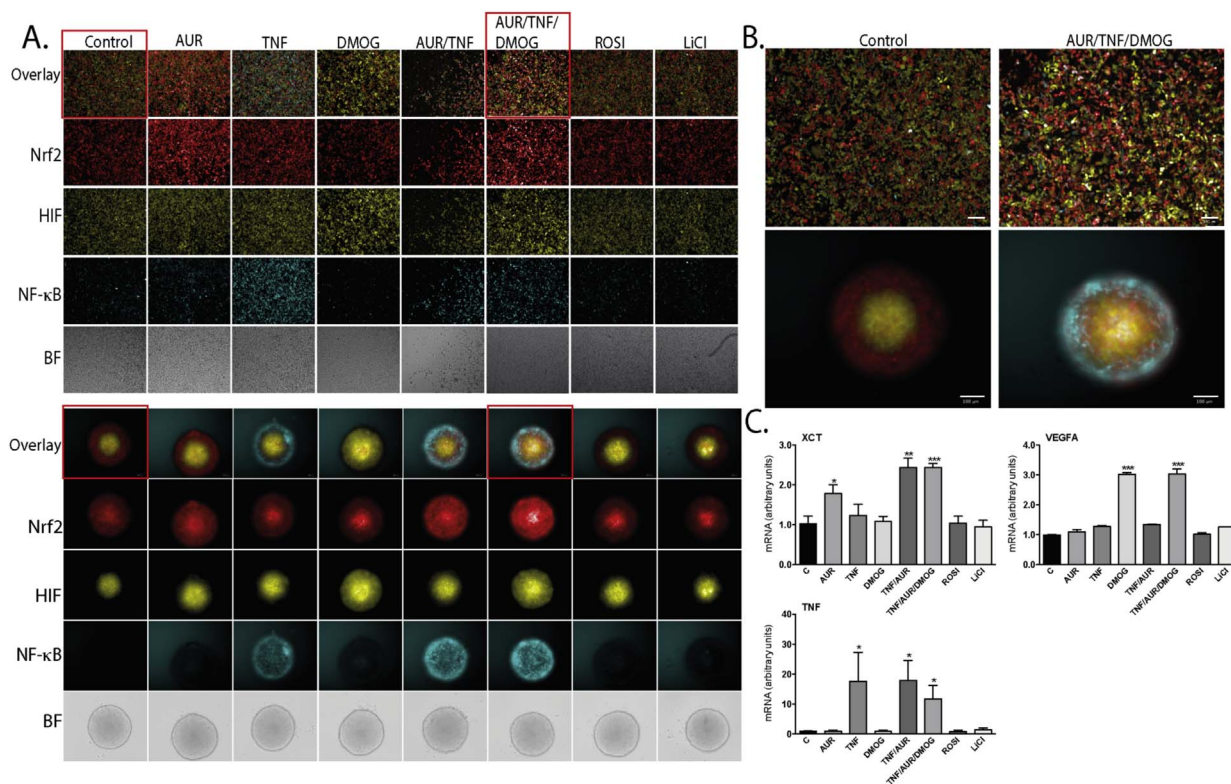 A.
Control AUR TNF DMOG AUR/TNF AUR/TNF/ DMOG ROSI LiCl
Overlay
Nrf2
HIF
NF-κB
BF
Overlay
Nrf2
HIF
NF-κB
BF
B.
Control AUR/TNF/DMOG
100 μm 100 μm
C.
XCT
mRNA (arbitrary units)
3.0
2.0
1.0
0.0
* ** ***
C AUR TNF DMOG TNF/AUR TNF/AUR/DMOG ROSI LiCl
VEGFA
mRNA (arbitrary units)
4.0
3.0
2.0
1.0
0.0
*** ***
C AUR TNF DMOG TNF/AUR TNF/AUR/DMOG ROSI LiCl
TNF
mRNA (arbitrary units)
40
30
20
10
0
* * *
C AUR TNF DMOG TNF/AUR TNF/AUR/DMOG ROSI LiCl